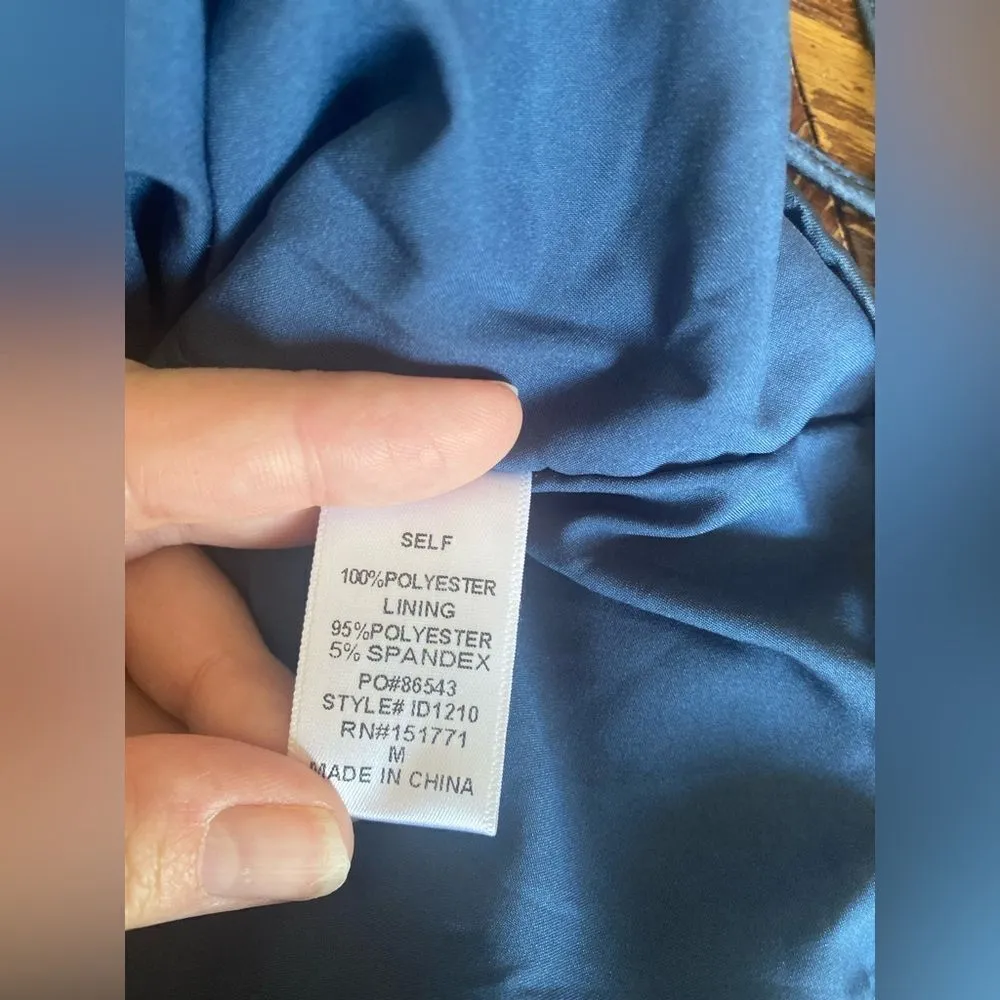 SELF
100%POLYESTER
LINING
95%POLYESTER
5% SPANDEX
PO#86543
STYLE# ID1210
RN#151771
M
MADE IN CHINA